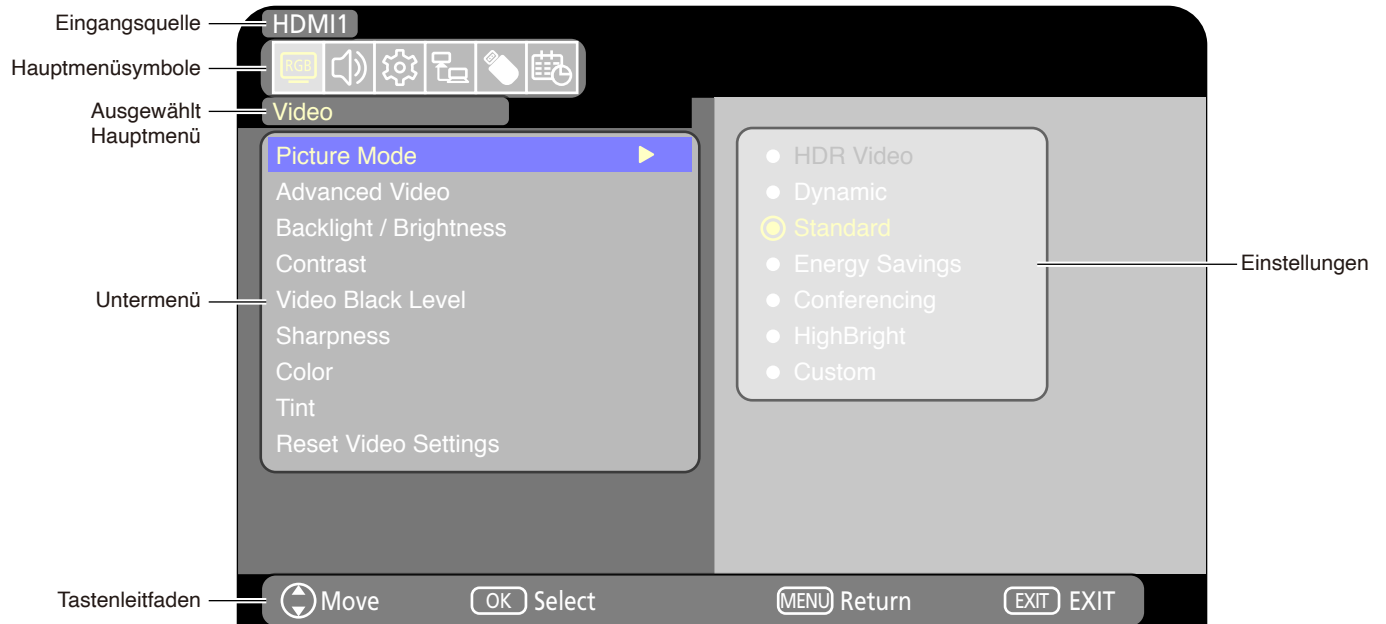 Eingangsquelle
HDMI1
Hauptmenüsymbole
RGB
Ausgewählt
Hauptmenü
Video
Picture Mode
Advanced Video
Backlight / Brightness
Contrast
Video Black Level
Sharpness
Color
Tint
Reset Video Settings
Untermenü
HDR Video
Dynamic
Standard
Energy Savings
Conferencing
HighBright
Custom
Einstellungen
Tastenleitfaden
Move
OK Select
MENU Return
EXIT EXIT